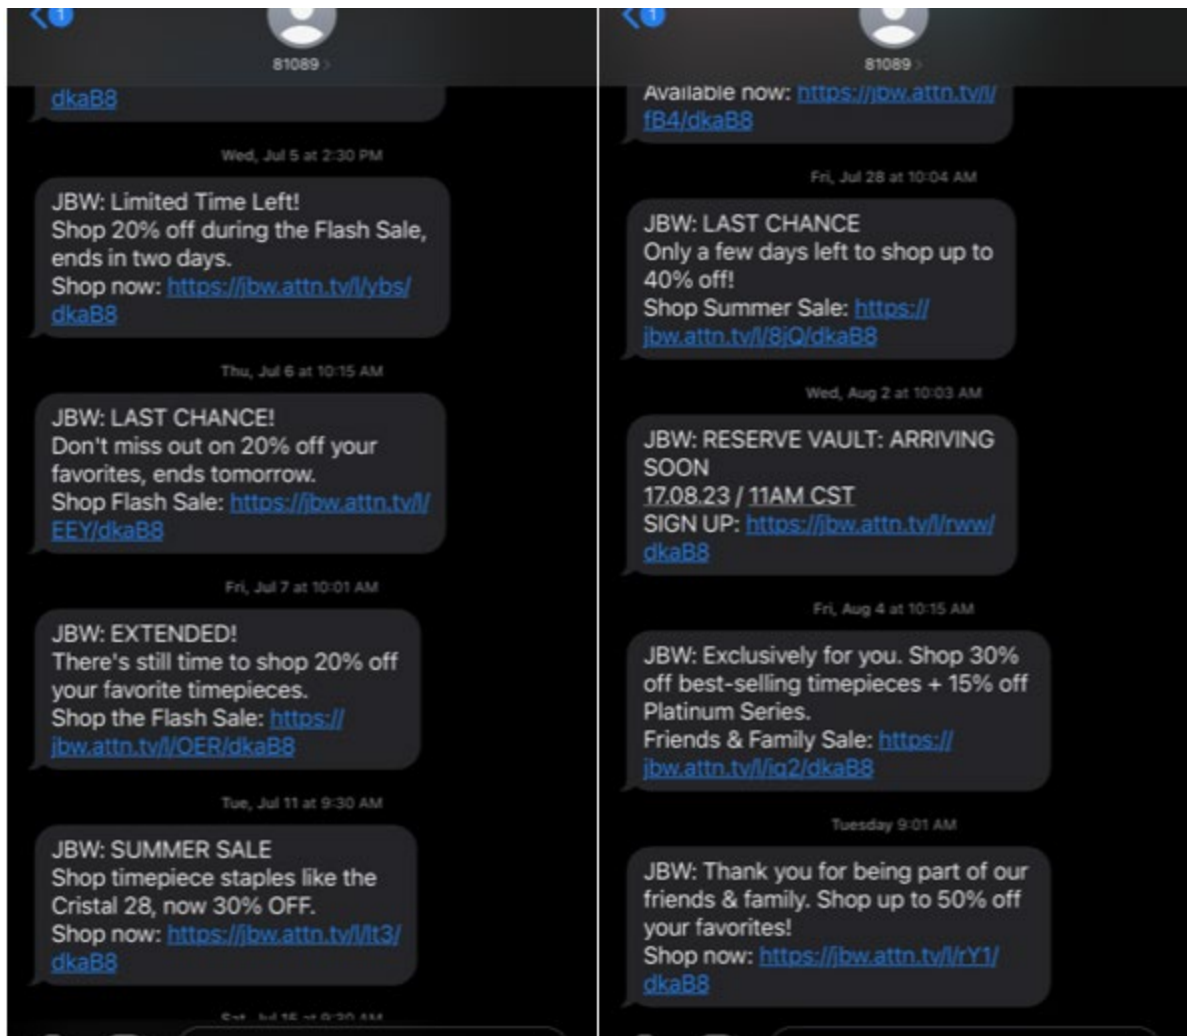 1
81089 >
dkaB8
Wed, Jul 5 at 2:30 PM
JBW: Limited Time Left!
Shop 20% off during the Flash Sale,
ends in two days.
Shop now: https://jbw.attn.tv/l/ybs/
dkaB8
Thu, Jul 6 at 10:15 AM
JBW: LAST CHANCE!
Don't miss out on 20% off your
favorites, ends tomorrow.
Shop Flash Sale: https://jbw.attn.tv/l/
EEY/dkaB8
Fri, Jul 7 at 10:01 AM
JBW: EXTENDED!
There's still time to shop 20% off
your favorite timepieces.
Shop the Flash Sale: https://
jbw.attn.tv/l/OER/dkaB8
Tue, Jul 11 at 9:30 AM
JBW: SUMMER SALE
Shop timepiece staples like the
Cristal 28, now 30% OFF.
Shop now: https://jbw.attn.tv/l/lt3/
dkaB8
Sat, Jul 15 at 9:30 AM
1
81089 >
Available now: https://jbw.attn.tv/l/
fB4/dkaB8
Fri, Jul 28 at 10:04 AM
JBW: LAST CHANCE
Only a few days left to shop up to
40% off!
Shop Summer Sale: https://
jbw.attn.tv/l/8jQ/dkaB8
Wed, Aug 2 at 10:03 AM
JBW: RESERVE VAULT: ARRIVING
SOON
17.08.23 / 11AM CST
SIGN UP: https://jbw.attn.tv/l/rww/
dkaB8
Fri, Aug 4 at 10:15 AM
JBW: Exclusively for you. Shop 30%
off best-selling timepieces + 15% off
Platinum Series.
Friends & Family Sale: https://
jbw.attn.tv/l/iq2/dkaB8
Tuesday 9:01 AM
JBW: Thank you for being part of our
friends & family. Shop up to 50% off
your favorites!
Shop now: https://jbw.attn.tv/l/rY1/
dkaB8